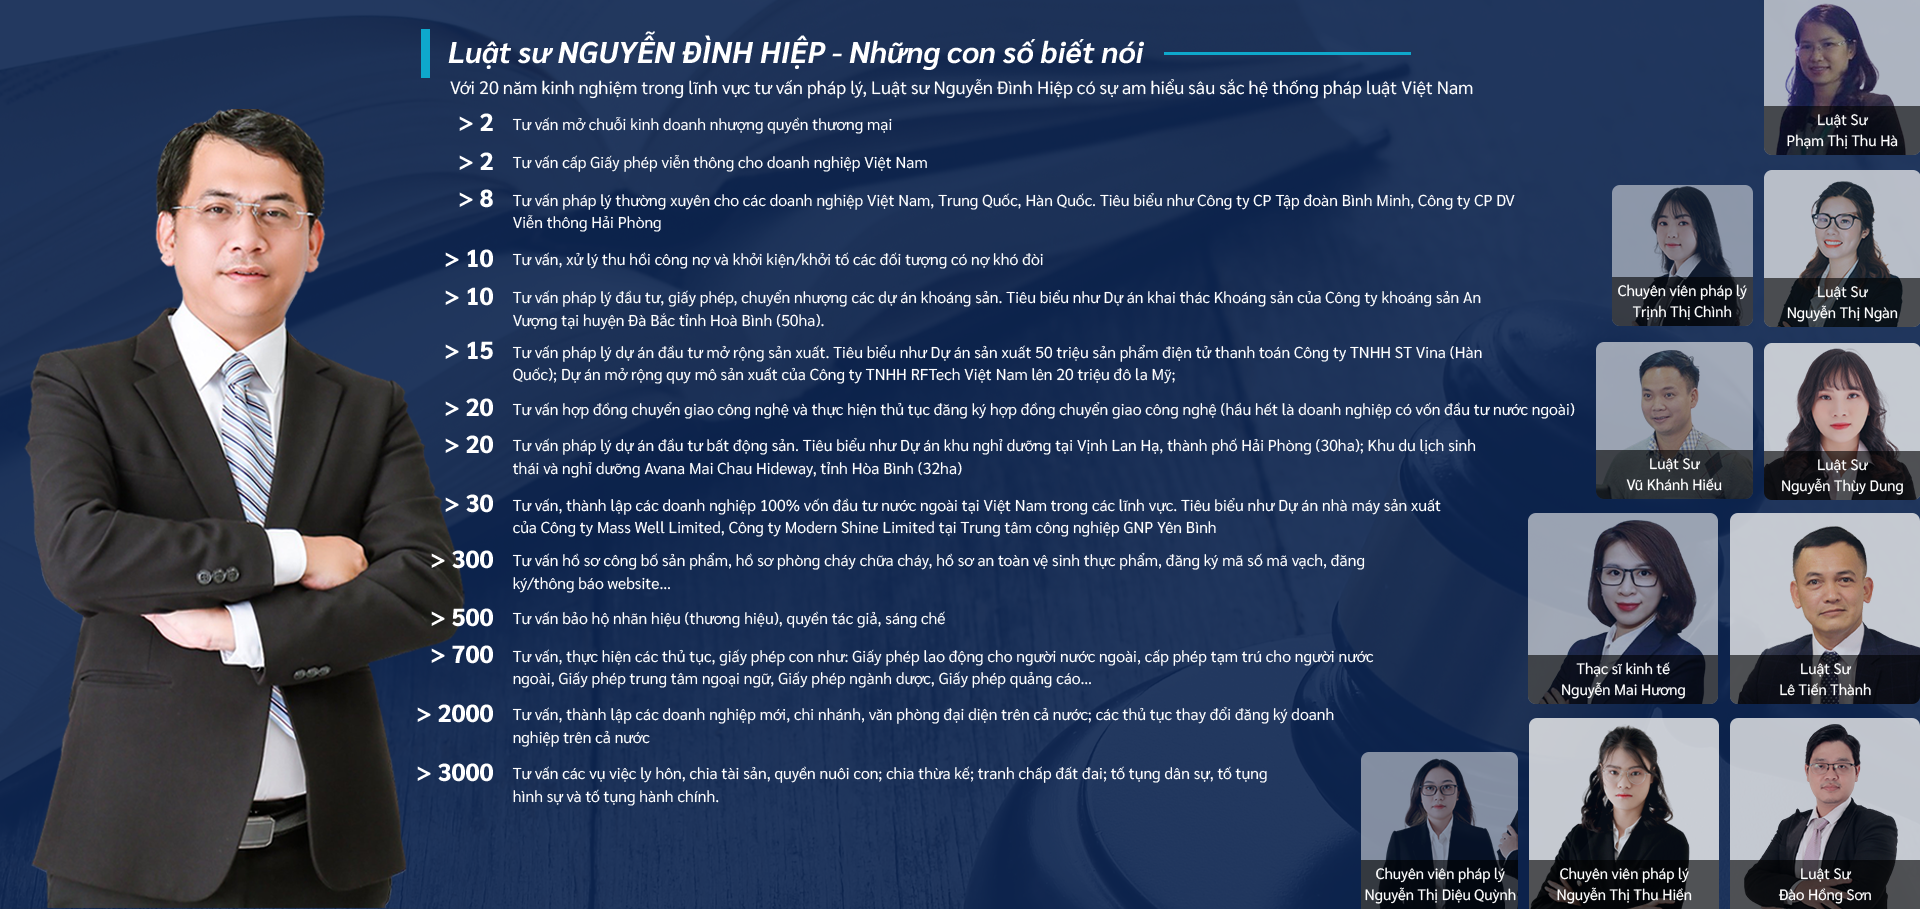 Luật sư NGUYỄN ĐÌNH HIỆP - Những con số biết nói
Với 20 năm kinh nghiệm trong lĩnh vực tư vấn pháp lý, Luật sư Nguyễn Đình Hiệp có sự am hiểu sâu sắc hệ thống pháp luật Việt Nam
> 2 Tư vấn mở chuỗi kinh doanh nhượng quyền thương mại
> 2 Tư vấn cấp Giấy phép viễn thông cho doanh nghiệp Việt Nam
> 8 Tư vấn pháp lý thường xuyên cho các doanh nghiệp Việt Nam, Trung Quốc, Hàn Quốc. Tiêu biểu như Công ty CP Tập đoàn Bình Minh, Công ty CP DV
Viễn thông Hải Phòng
> 10 Tư vấn, xử lý thu hồi công nợ và khởi kiện/khởi tố các đối tượng có nợ khó đòi
> 10 Tư vấn pháp lý đầu tư, giấy phép, chuyển nhượng các dự án khoáng sản. Tiêu biểu như Dự án khai thác Khoáng sản của Công ty khoáng sản An
Vượng tại huyện Đà Bắc tỉnh Hoà Bình (50ha).
> 15 Tư vấn pháp lý dự án đầu tư mở rộng sản xuất. Tiêu biểu như Dự án sản xuất 50 triệu sản phẩm điện tử thanh toán Công ty TNHH ST Vina (Hàn
Quốc); Dự án mở rộng quy mô sản xuất của Công ty TNHH RFTech Việt Nam lên 20 triệu đô la Mỹ;
> 20 Tư vấn hợp đồng chuyển giao công nghệ và thực hiện thủ tục đăng ký hợp đồng chuyển giao công nghệ (hầu hết là doanh nghiệp có vốn đầu tư nước ngoài)
> 20 Tư vấn pháp lý dự án đầu tư bất động sản. Tiêu biểu như Dự án khu nghỉ dưỡng tại Vịnh Lan Hạ, thành phố Hải Phòng (30ha); Khu du lịch sinh
thái và nghỉ dưỡng Avana Mai Chau Hideway, tỉnh Hòa Bình (32ha)
> 30 Tư vấn, thành lập các doanh nghiệp 100% vốn đầu tư nước ngoài tại Việt Nam trong các lĩnh vực. Tiêu biểu như Dự án nhà máy sản xuất
của Công ty Mass Well Limited, Công ty Modern Shine Limited tại Trung tâm công nghiệp GNP Yên Bình
> 300 Tư vấn hồ sơ công bố sản phẩm, hồ sơ phòng cháy chữa cháy, hồ sơ an toàn vệ sinh thực phẩm, đăng ký mã số mã vạch, đăng
ký/thông báo website...
> 500 Tư vấn bảo hộ nhãn hiệu (thương hiệu), quyền tác giả, sáng chế
> 700 Tư vấn, thực hiện các thủ tục, giấy phép con như: Giấy phép lao động cho người nước ngoài, cấp phép tạm trú cho người nước
ngoài, Giấy phép trung tâm ngoại ngữ, Giấy phép ngành dược, Giấy phép quảng cáo...
> 2000 Tư vấn, thành lập các doanh nghiệp mới, chi nhánh, văn phòng đại diện trên cả nước; các thủ tục thay đổi đăng ký doanh
nghiệp trên cả nước
> 3000 Tư vấn các vụ việc ly hôn, chia tài sản, quyền nuôi con; chia thừa kế; tranh chấp đất đai; tố tụng dân sự, tố tụng
hình sự và tố tụng hành chính.
Luật Sư
Phạm Thị Thu Hà
Chuyên viên pháp lý
Trịnh Thị Chình
Luật Sư
Nguyễn Thị Ngàn
Luật Sư
Vũ Khánh Hiếu
Luật Sư
Nguyễn Thùy Dung
Thạc sĩ kinh tế
Nguyễn Mai Hương
Luật Sư
Lê Tiến Thành
Chuyên viên pháp lý
Nguyễn Thị Diệu Quỳnh
Chuyên viên pháp lý
Nguyễn Thị Thu Hiền
Luật Sư
Đào Hồng Sơn